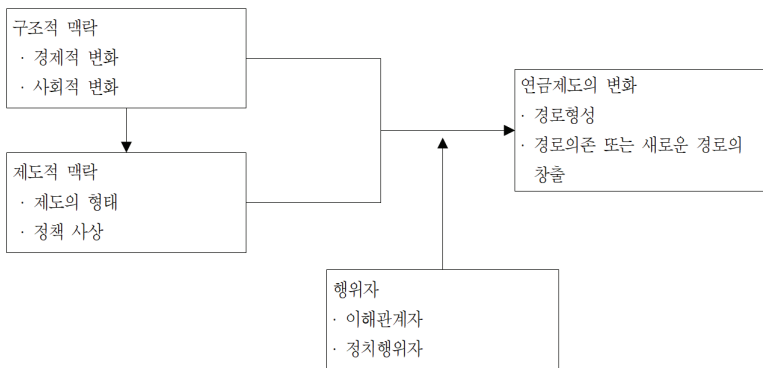 구조적 맥락
· 경제적 변화
· 사회적 변화
제도적 맥락
· 제도의 형태
· 정책 사상
연금제도의 변화
· 경로형성
· 경로의존 또는 새로운 경로의
창출
행위자
· 이해관계자
· 정치행위자